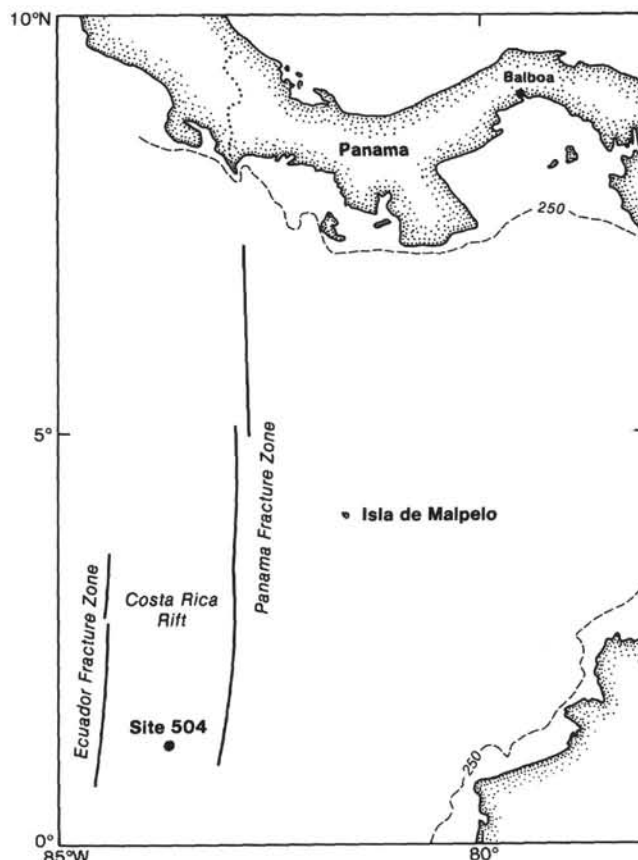 10°N
Balboa
Panama
250
5°
Panama Fracture Zone
Isla de Malpelo
Ecuador Fracture Zone
Costa Rica
Rift
Site 504
250
0°
85°W
80°